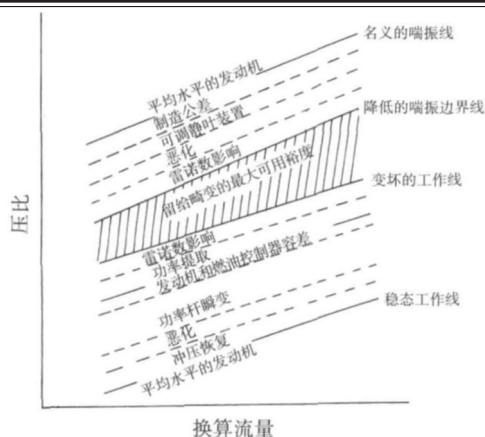 名义的喘振线
平均水平的发动机
制造公差
可调静叶装置
恶化
雷诺数影响
降低的喘振边界线
留给畸变的最大可用裕度
变坏的工作线
雷诺数影响
功率提取
发动机和燃油控制器容差
功率杆瞬变
恶化
冲压恢复
平均水平的发动机
稳态工作线
压比
换算流量